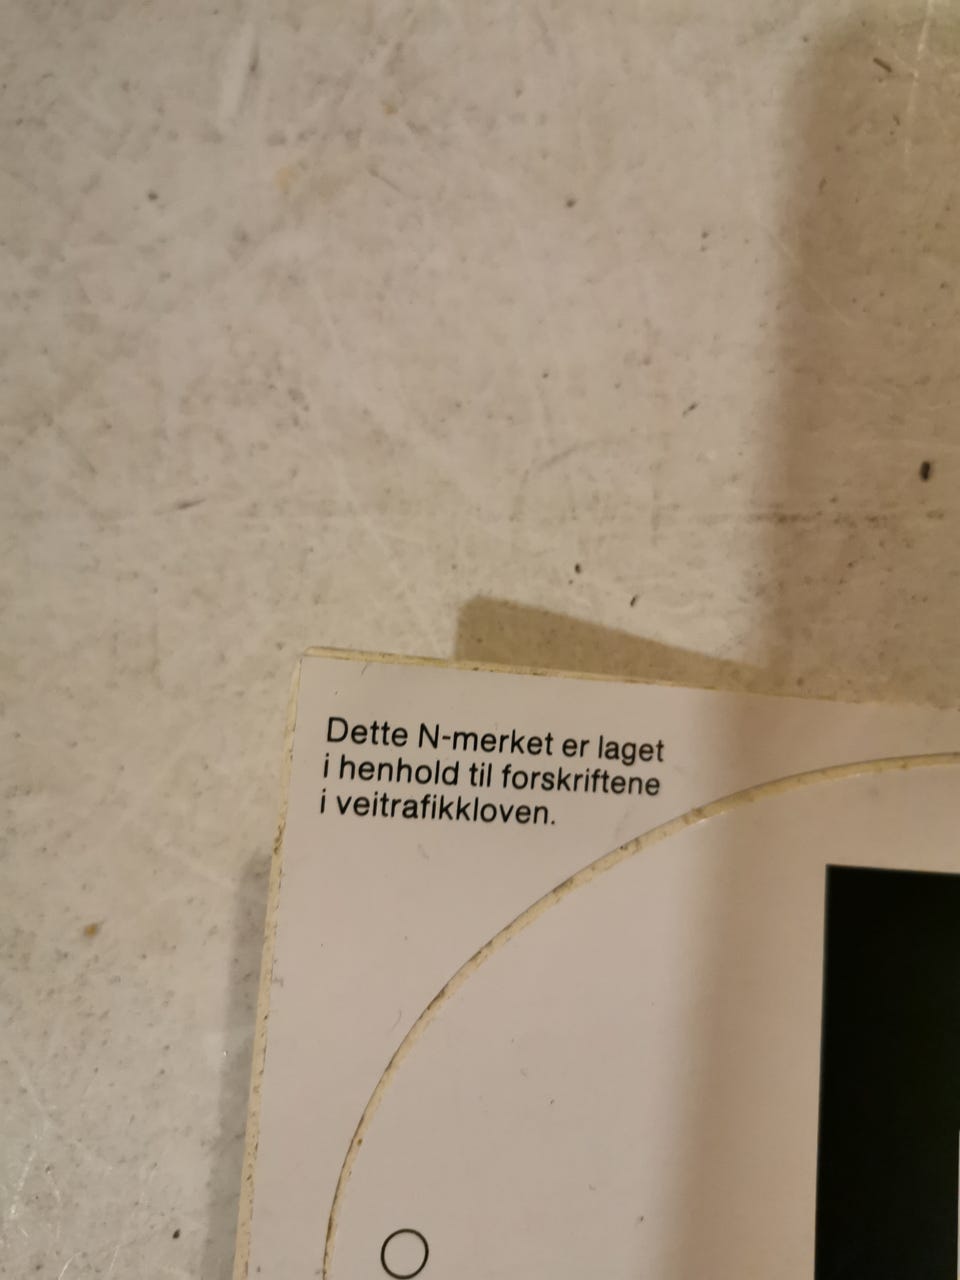 Dette N-merket er laget
i henhold til forskriftene
i veitrafikkloven.